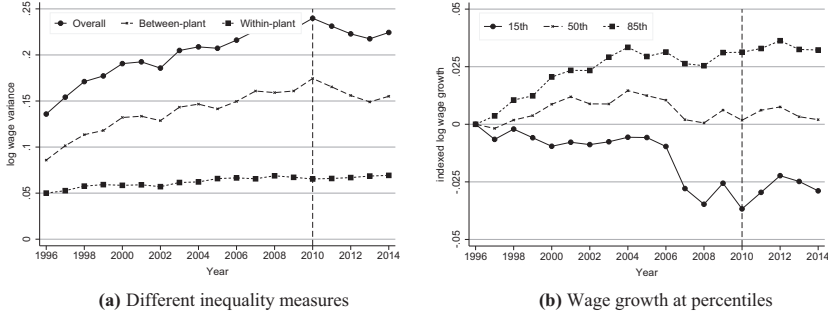 .25
.2
.15
.1
.05
0
log wage variance
Overall Between-plant Within-plant
1996 1998 2000 2002 2004 2006 2008 2010 2012 2014
Year
(a) Different inequality measures
.05
.025
0
-.025
-.05
indexed log wage growth
15th 50th 85th
1996 1998 2000 2002 2004 2006 2008 2010 2012 2014
Year
(b) Wage growth at percentiles